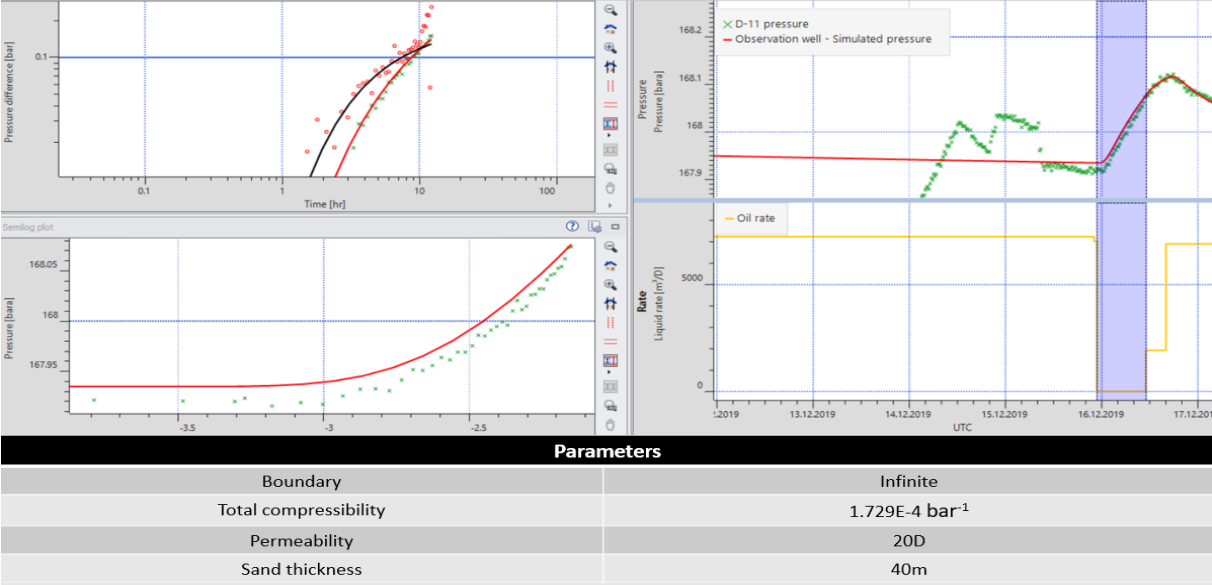 Pressure difference [bar]
0.1
0.1
1
10
100
Time [hr]
Semilog plot
?
Pressure [bara]
168.05
168
167.95
-3.5
-3
-2.5
D-11 pressure
Observation well - Simulated pressure
Pressure
Pressure [bara]
168.2
168.1
168
167.9
Oil rate
Rate
Liquid rate [m³/D]
5000
0
:.2019
13.12.2019
14.12.2019
15.12.2019
16.12.2019
17.12.20
UTC
Parameters
Boundary Infinite
Total compressibility 1.729E-4 bar⁻¹
Permeability 20D
Sand thickness 40m